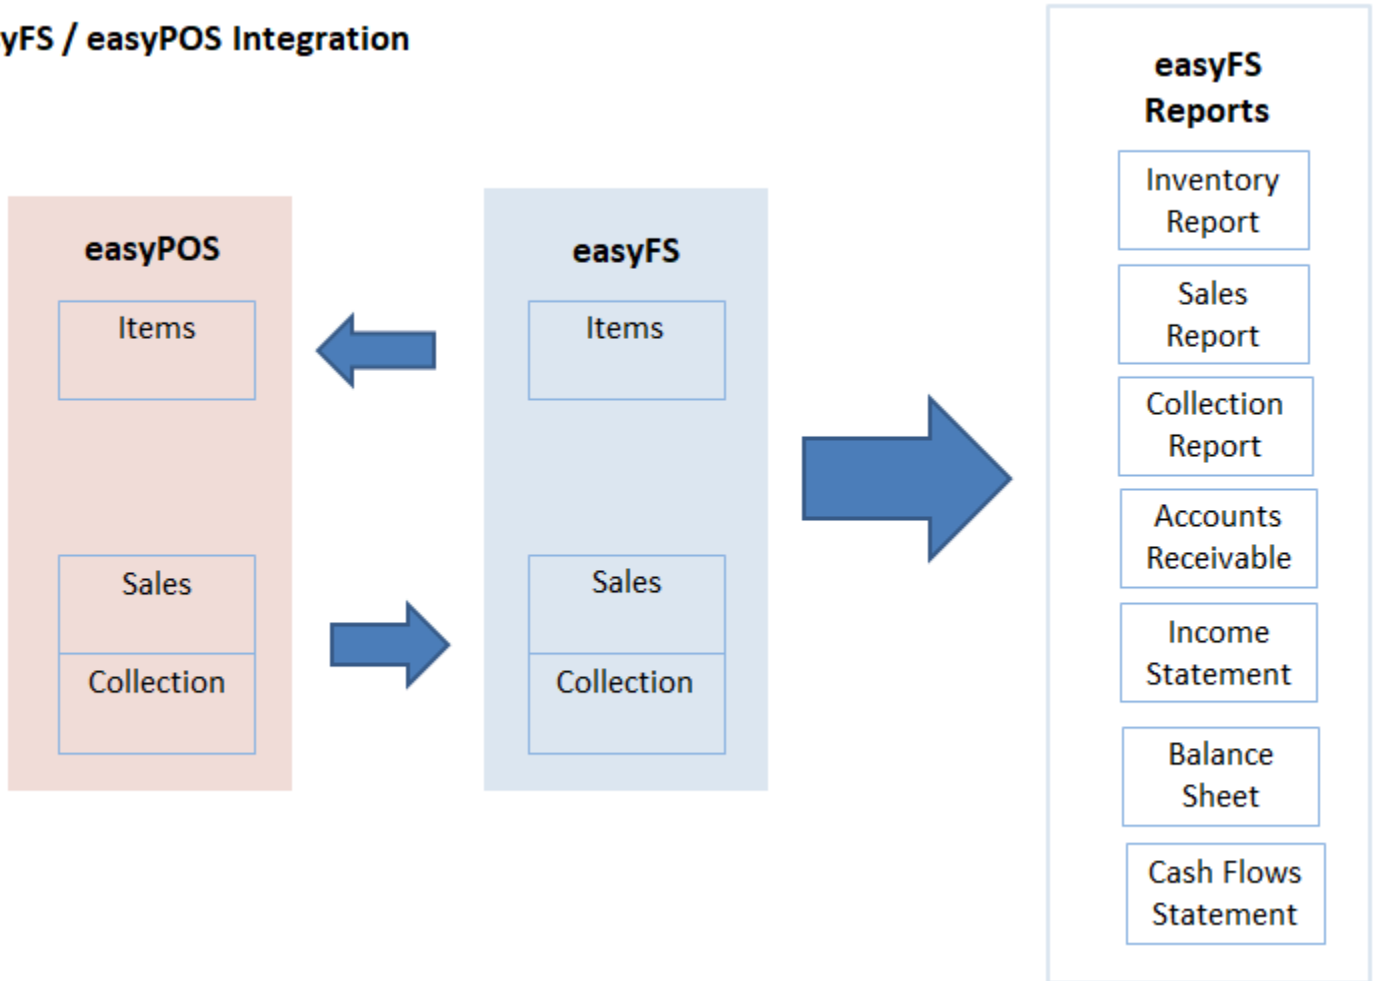 yFS / easyPOS Integration
easyPOS
Items
Sales
Collection
easyFS
Items
Sales
Collection
easyFS
Reports
Inventory
Report
Sales
Report
Collection
Report
Accounts
Receivable
Income
Statement
Balance
Sheet
Cash Flows
Statement